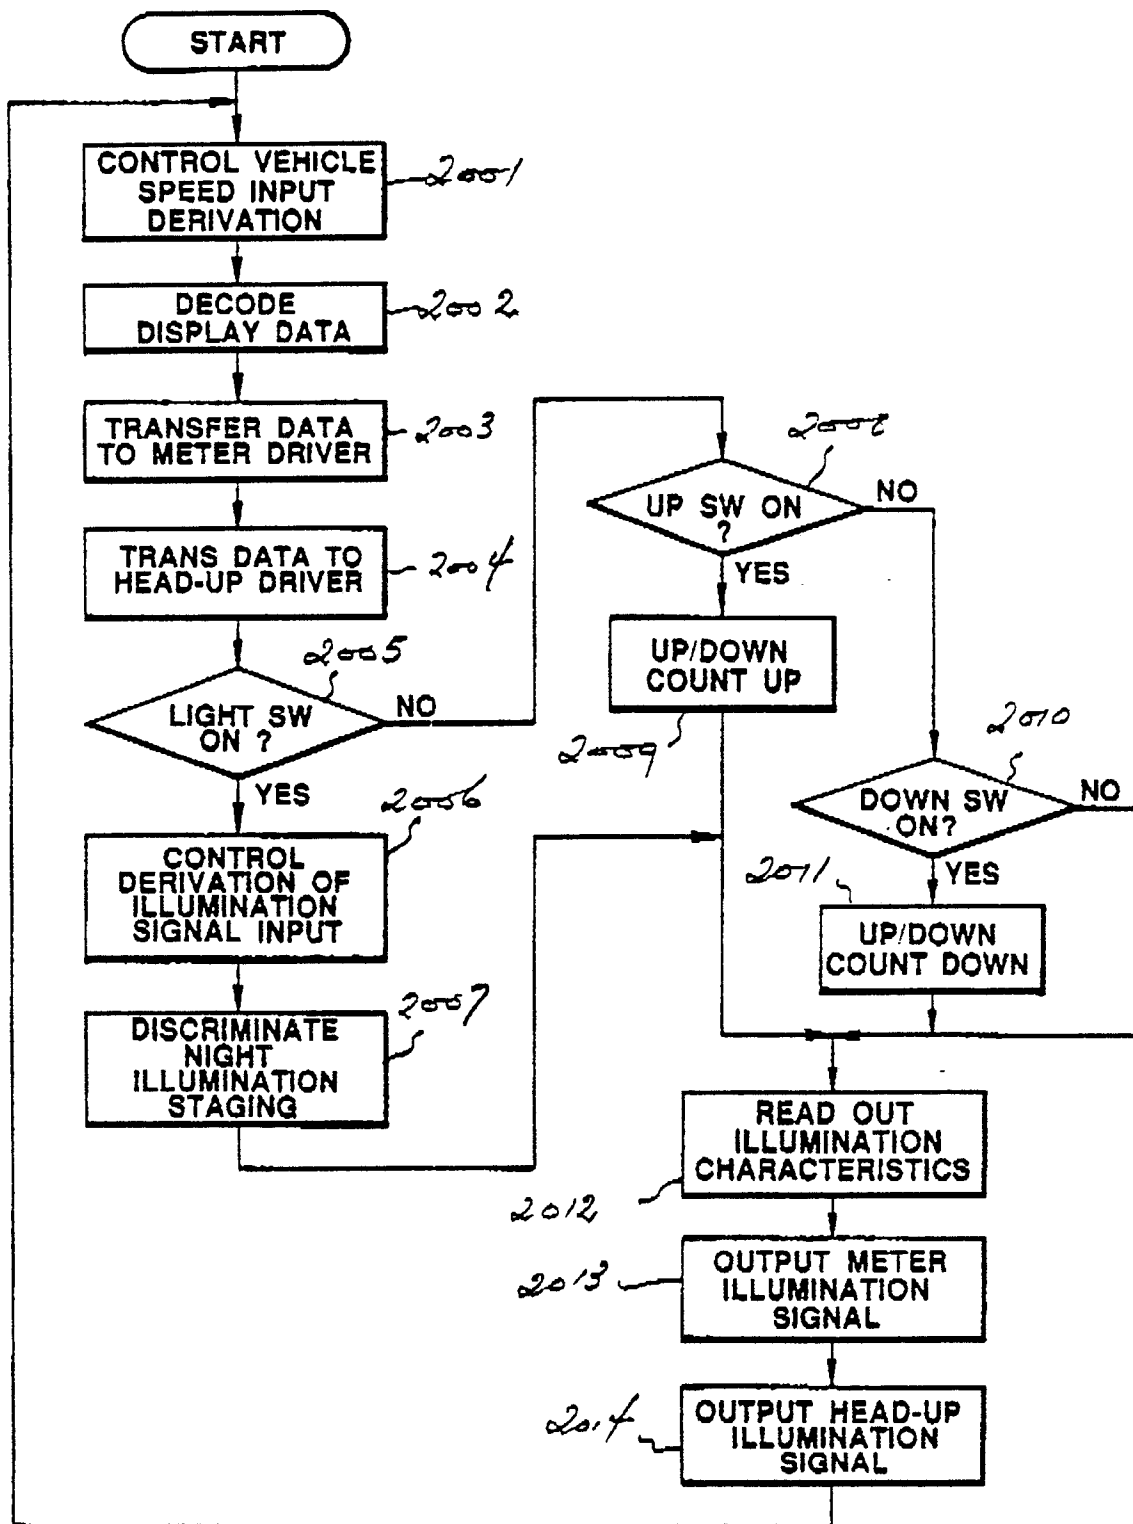 START
CONTROL VEHICLE
SPEED INPUT
DERIVATION
2001
DECODE
DISPLAY DATA
2002
TRANSFER DATA
TO METER DRIVER
2003
TRANS DATA TO
HEAD-UP DRIVER
2004
2005
LIGHT SW
ON ?
NO
YES
2006
CONTROL
DERIVATION OF
ILLUMINATION
SIGNAL INPUT
2007
DISCRIMINATE
NIGHT
ILLUMINATION
STAGING
2008
UP SW ON
?
NO
YES
UP/DOWN
COUNT UP
2009
2010
DOWN SW
ON?
NO
YES
2011
UP/DOWN
COUNT DOWN
READ OUT
ILLUMINATION
CHARACTERISTICS
2012
OUTPUT METER
ILLUMINATION
SIGNAL
2013
OUTPUT HEAD-UP
ILLUMINATION
SIGNAL
2014